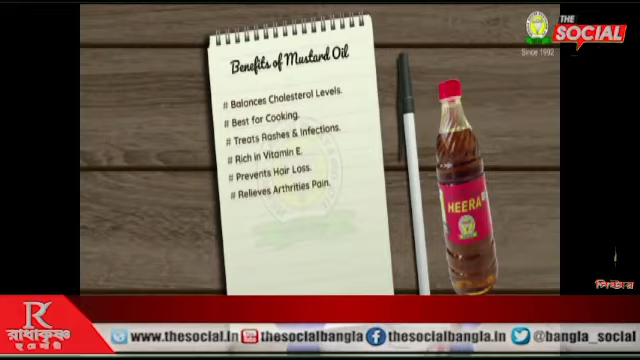 THE
SOCIAL
Since 1992
Benefits of Mustard Oil
# Balances Cholesterol Levels.
# Best for Cooking.
# Treats Rashes & Infections.
# Rich in Vitamin E.
# Prevents Hair Loss.
# Relieves Arthrities Pain.
HEERA
রাধাকৃষ্ণ
www.thesocial.in
thesocialbangla
thesocialbangla.in
@bangla_social